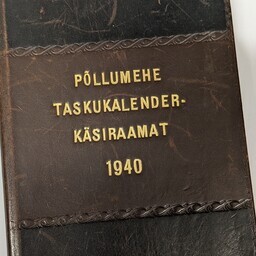 PÕLLUMEHE
TASKUKALENDER-
KÄSIRAAMAT
1940